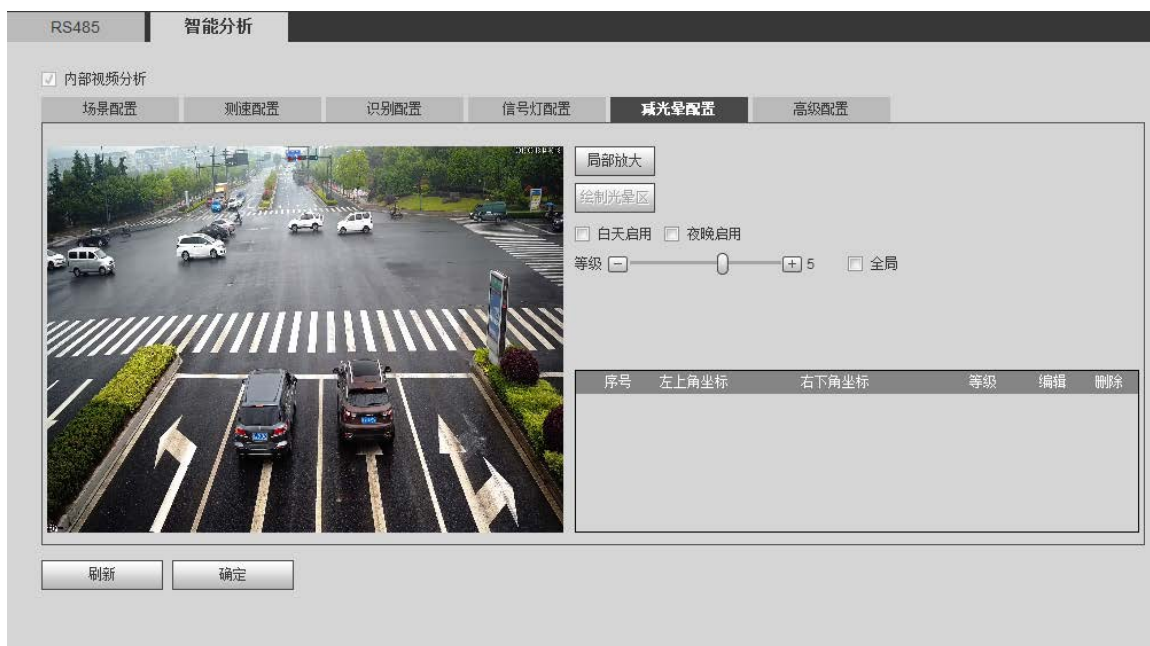 RS485 智能分析
内部视频分析
场景配置 测速配置 识别配置 信号灯配置 减光晕配置 高级配置
局部放大
绘制光晕区
白天启用 夜晚启用
等级 − + 5 全局
序号 左上角坐标 右下角坐标 等级 编辑 删除
刷新 确定